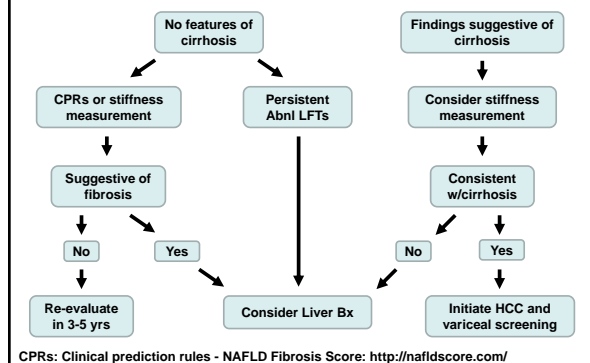 No features of
cirrhosis
Findings suggestive of
cirrhosis
CPRs or stiffness
measurement
Persistent
Abnl LFTs
Consider stiffness
measurement
Suggestive of
fibrosis
Consistent
w/cirrhosis
No
Yes
No
Yes
Re-evaluate
in 3-5 yrs
Consider Liver Bx
Initiate HCC and
variceal screening
CPRs: Clinical prediction rules - NAFLD Fibrosis Score: http://nafldscore.com/